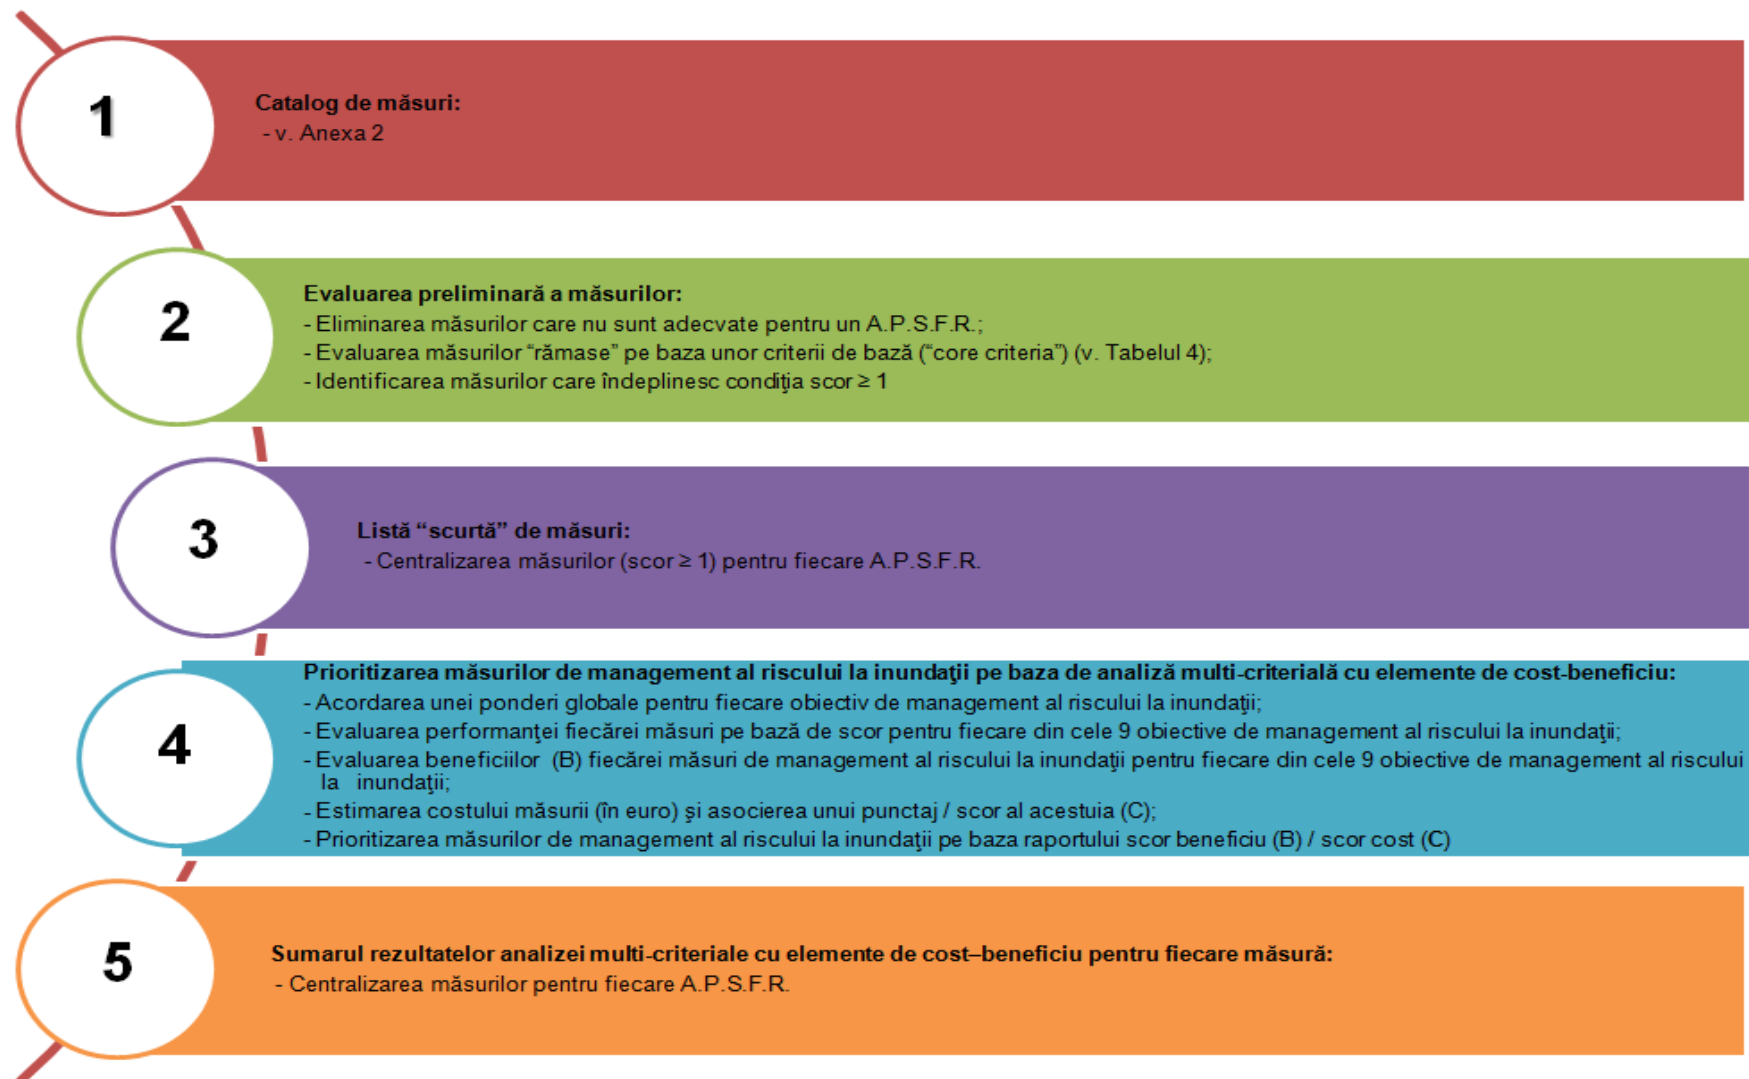 1
Catalog de măsuri:
- v. Anexa 2
2
Evaluarea preliminară a măsurilor:
- Eliminarea măsurilor care nu sunt adecvate pentru un A.P.S.F.R.;
- Evaluarea măsurilor “rămase” pe baza unor criterii de bază (“core criteria”) (v. Tabelul 4);
- Identificarea măsurilor care îndeplinesc condiţia scor ≥ 1
3
Listă “scurtă” de măsuri:
- Centralizarea măsurilor (scor ≥ 1) pentru fiecare A.P.S.F.R.
4
Prioritizarea măsurilor de management al riscului la inundaţii pe baza de analiză multi-criterială cu elemente de cost-beneficiu:
- Acordarea unei ponderi globale pentru fiecare obiectiv de management al riscului la inundaţii;
- Evaluarea performanţei fiecărei măsuri pe bază de scor pentru fiecare din cele 9 obiective de management al riscului la inundaţii;
- Evaluarea beneficiilor (B) fiecărei măsuri de management al riscului la inundaţii pentru fiecare din cele 9 obiective de management al riscului
la inundaţii;
- Estimarea costului măsurii (în euro) şi asocierea unui punctaj / scor al acestuia (C);
- Prioritizarea măsurilor de management al riscului la inundaţii pe baza raportului scor beneficiu (B) / scor cost (C)
5
Sumarul rezultatelor analizei multi-criteriale cu elemente de cost–beneficiu pentru fiecare măsură:
- Centralizarea măsurilor pentru fiecare A.P.S.F.R.